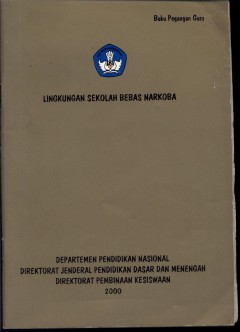 Buku Pegangan Guru
LINGKUNGAN SEKOLAH BEBAS NARKOBA
DEPARTEMEN PENDIDIKAN NASIONAL
DIREKTORAT JENDERAL PENDIDIKAN DASAR DAN MENENGAH
DIREKTORAT PEMBINAAN KESISWAAN
2000